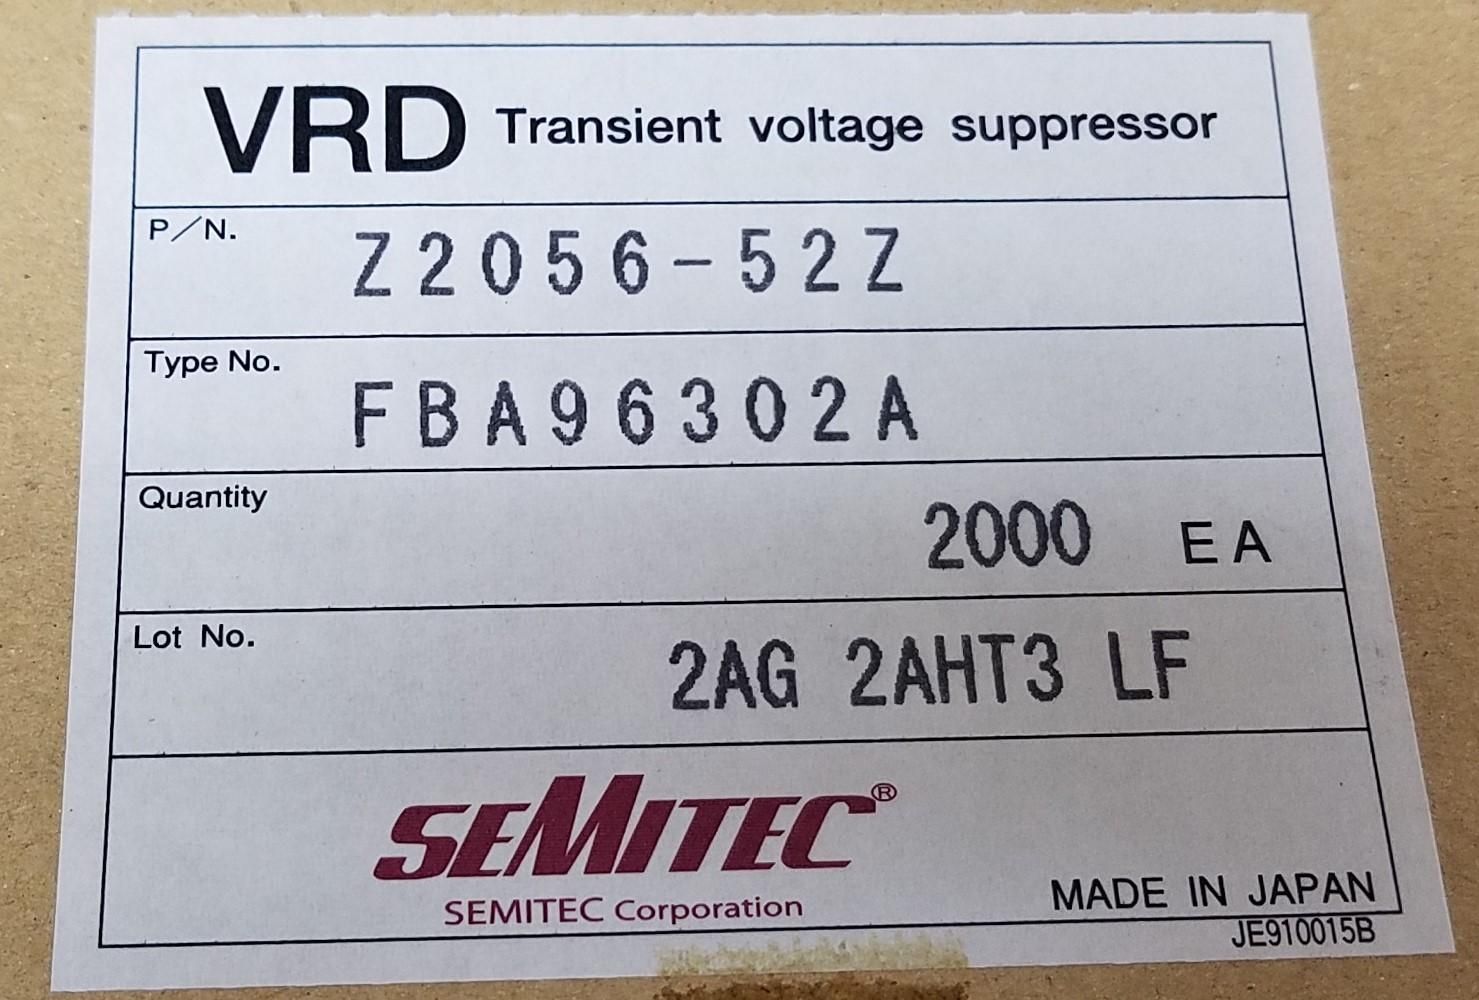 VRD Transient voltage suppressor
P/N. Z2056-52Z
Type No. FBA96302A
Quantity 2000 EA
Lot No. 2AG 2AHT3 LF
SEMITEC®
SEMITEC Corporation
MADE IN JAPAN
JE910015B